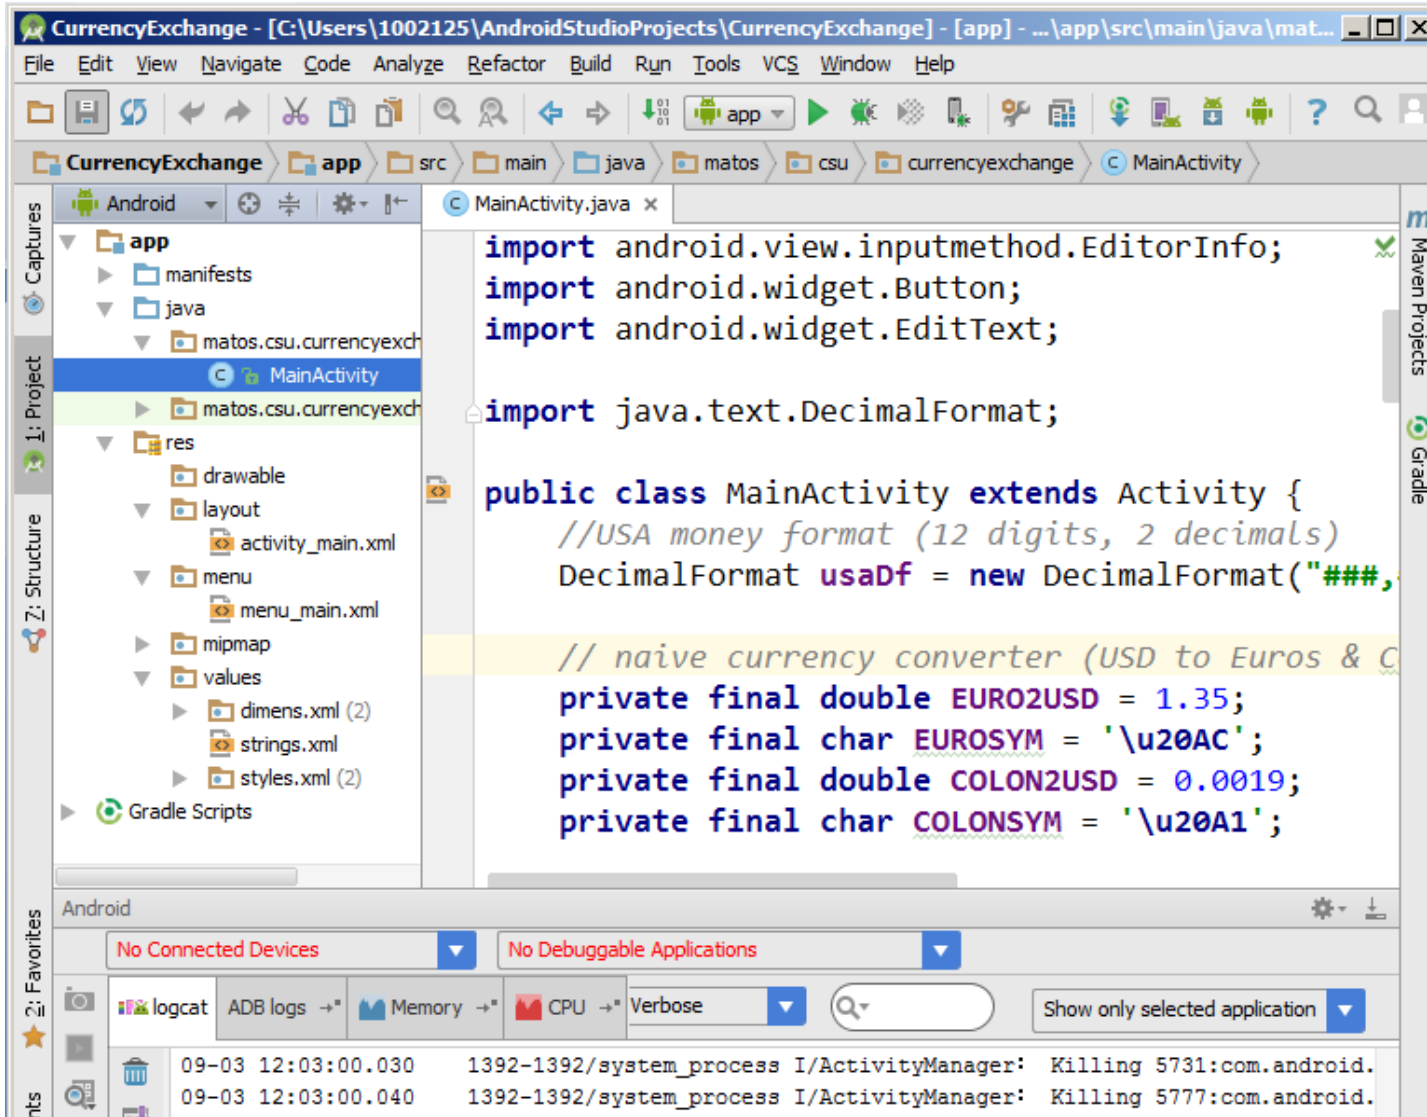 CurrencyExchange - [C:\Users\1002125\AndroidStudioProjects\CurrencyExchange] - [app] - ...\app\src\main\java\mat...
File Edit View Navigate Code Analyze Refactor Build Run Tools VCS Window Help
app
CurrencyExchange app src main java matos csu currencyexchange MainActivity
Captures
1: Project
7: Structure
2: Favorites
Android
app
manifests
java
matos.csu.currencyexch
MainActivity
matos.csu.currencyexch
res
drawable
layout
activity_main.xml
menu
menu_main.xml
mipmap
values
dimens.xml (2)
strings.xml
styles.xml (2)
Gradle Scripts
MainActivity.java
import android.view.inputmethod.EditorInfo;
import android.widget.Button;
import android.widget.EditText;
import java.text.DecimalFormat;
public class MainActivity extends Activity {
//USA money format (12 digits, 2 decimals)
DecimalFormat usaDf = new DecimalFormat("###,
// naive currency converter (USD to Euros & C
private final double EURO2USD = 1.35;
private final char EUROSYM = '\u20AC';
private final double COLON2USD = 0.0019;
private final char COLONSYM = '\u20A1';
Maven Projects
Gradle
Android
No Connected Devices No Debuggable Applications
logcat ADB logs Memory CPU Verbose Show only selected application
09-03 12:03:00.030 1392-1392/system_process I/ActivityManager: Killing 5731:com.android.
09-03 12:03:00.040 1392-1392/system_process I/ActivityManager: Killing 5777:com.android.